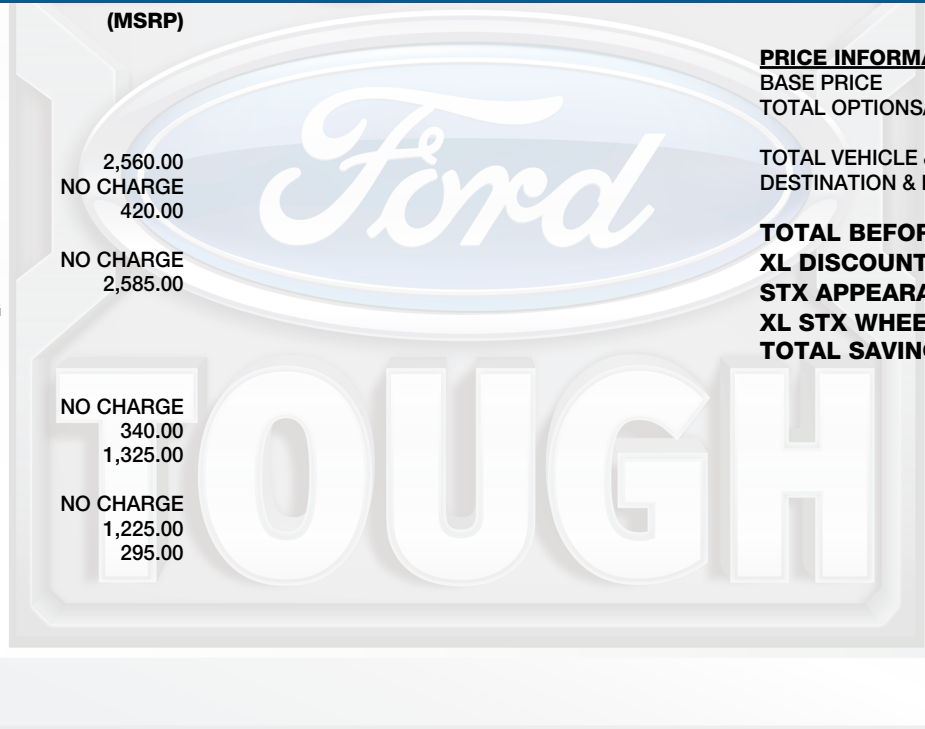 (MSRP)
2,560.00
NO CHARGE
420.00
NO CHARGE
2,585.00
NO CHARGE
340.00
1,325.00
NO CHARGE
1,225.00
295.00
Ford
TOUGH
PRICE INFORMA
BASE PRICE
TOTAL OPTIONS/
TOTAL VEHICLE &
DESTINATION &
TOTAL BEFOR
XL DISCOUNT
STX APPEARA
XL STX WHEE
TOTAL SAVIN